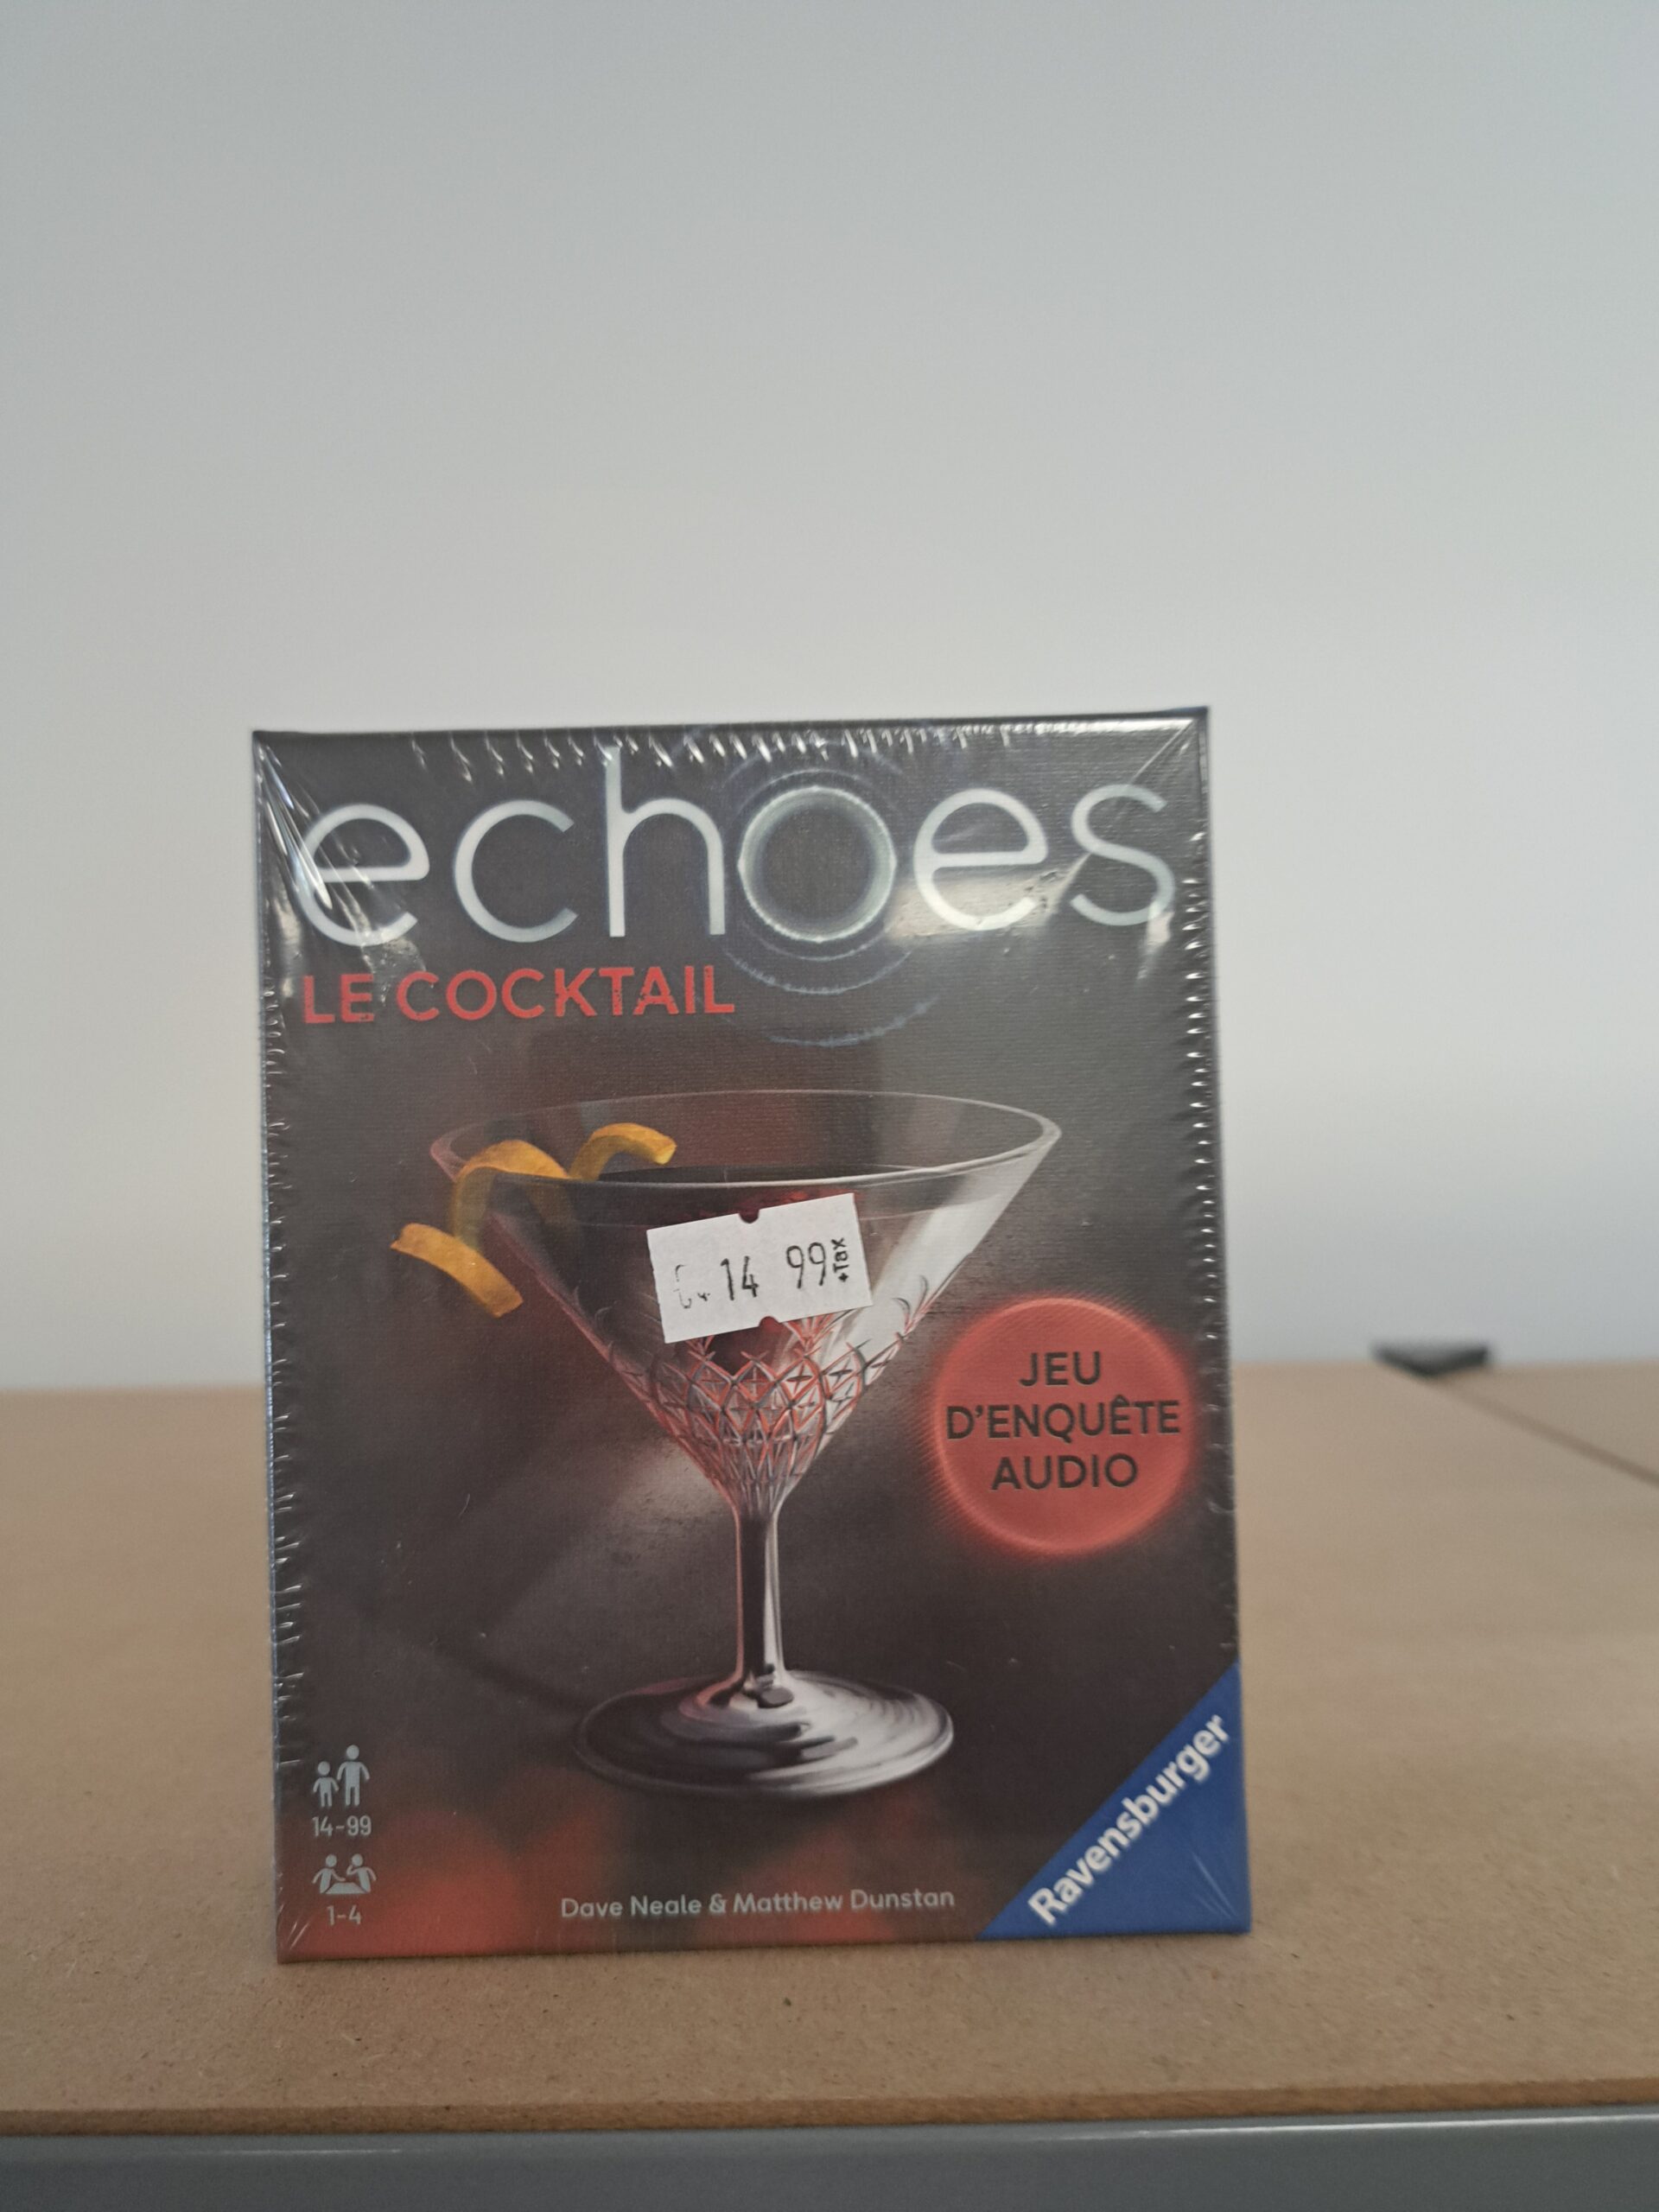 echoes
LE COCKTAIL
14 99 +Tax
JEU
D'ENQUÊTE
AUDIO
14-99
1-4
Dave Neale & Matthew Dunstan
Ravensburger